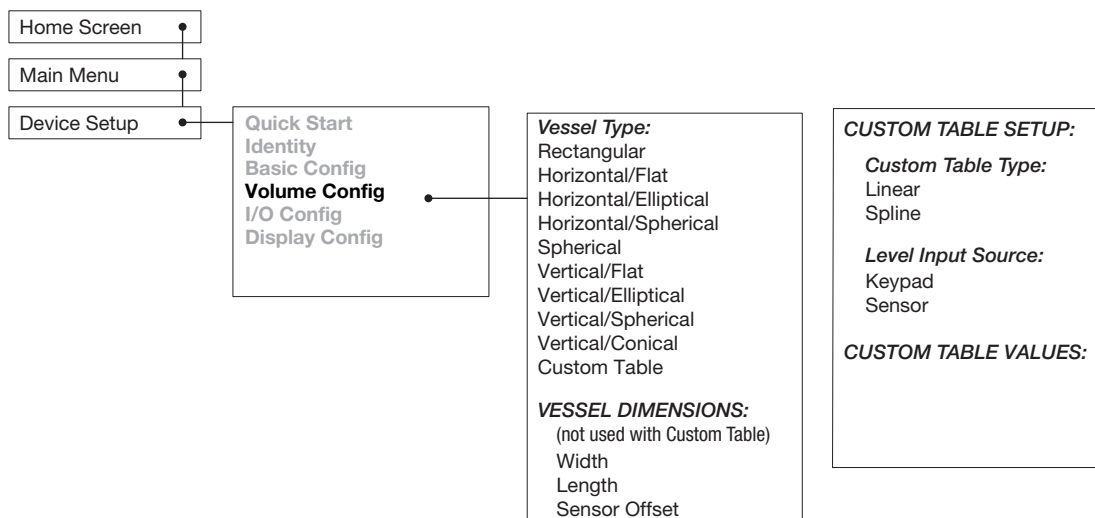 Home Screen
Main Menu
Device Setup
Quick Start
Identity
Basic Config
Volume Config
I/O Config
Display Config
Vessel Type:
Rectangular
Horizontal/Flat
Horizontal/Elliptical
Horizontal/Spherical
Spherical
Vertical/Flat
Vertical/Elliptical
Vertical/Spherical
Vertical/Conical
Custom Table
VESSEL DIMENSIONS:
(not used with Custom Table)
Width
Length
Sensor Offset
CUSTOM TABLE SETUP:
Custom Table Type:
Linear
Spline
Level Input Source:
Keypad
Sensor
CUSTOM TABLE VALUES: